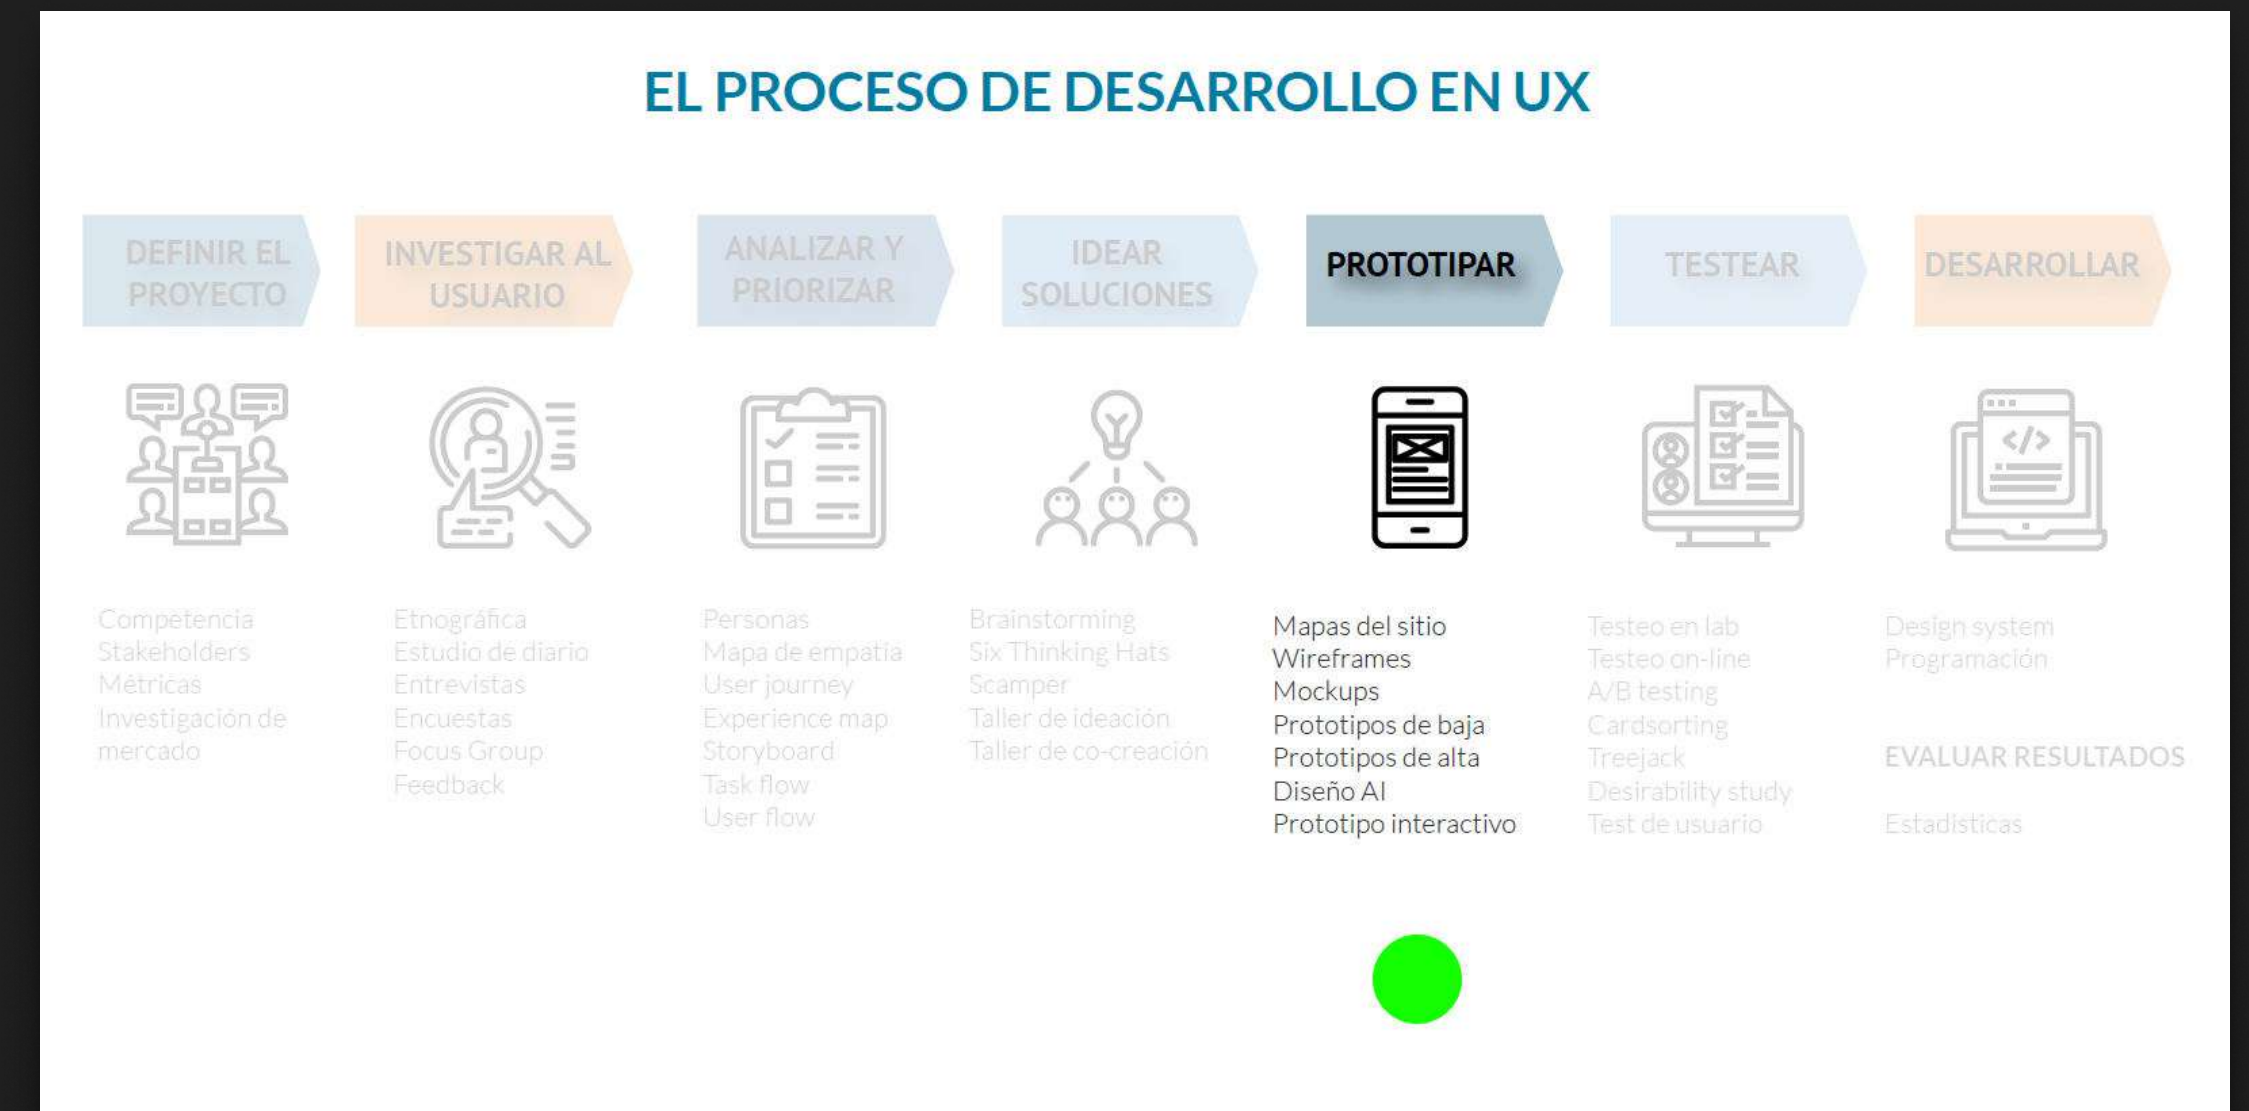 EL PROCESO DE DESARROLLO EN UX
DEFINIR EL
PROYECTO
INVESTIGAR AL
USUARIO
ANALIZAR Y
PRIORIZAR
IDEAR
SOLUCIONES
PROTOTIPAR
TESTEAR
DESARROLLAR
Competencia
Stakeholders
Métricas
Investigación de
mercado
Etnográfica
Estudio de diario
Entrevistas
Encuestas
Focus Group
Feedback
Personas
Mapa de empatía
User journey
Experience map
Storyboard
Task flow
User flow
Brainstorming
Six Thinking Hats
Scamper
Taller de ideación
Taller de co-creación
Mapas del sitio
Wireframes
Mockups
Prototipos de baja
Prototipos de alta
Diseño AI
Prototipo interactivo
Testeo en lab
Testeo on-line
A/B testing
Cardsorting
Treejack
Desirability study
Test de usuario
Design system
Programación
EVALUAR RESULTADOS
Estadísticas